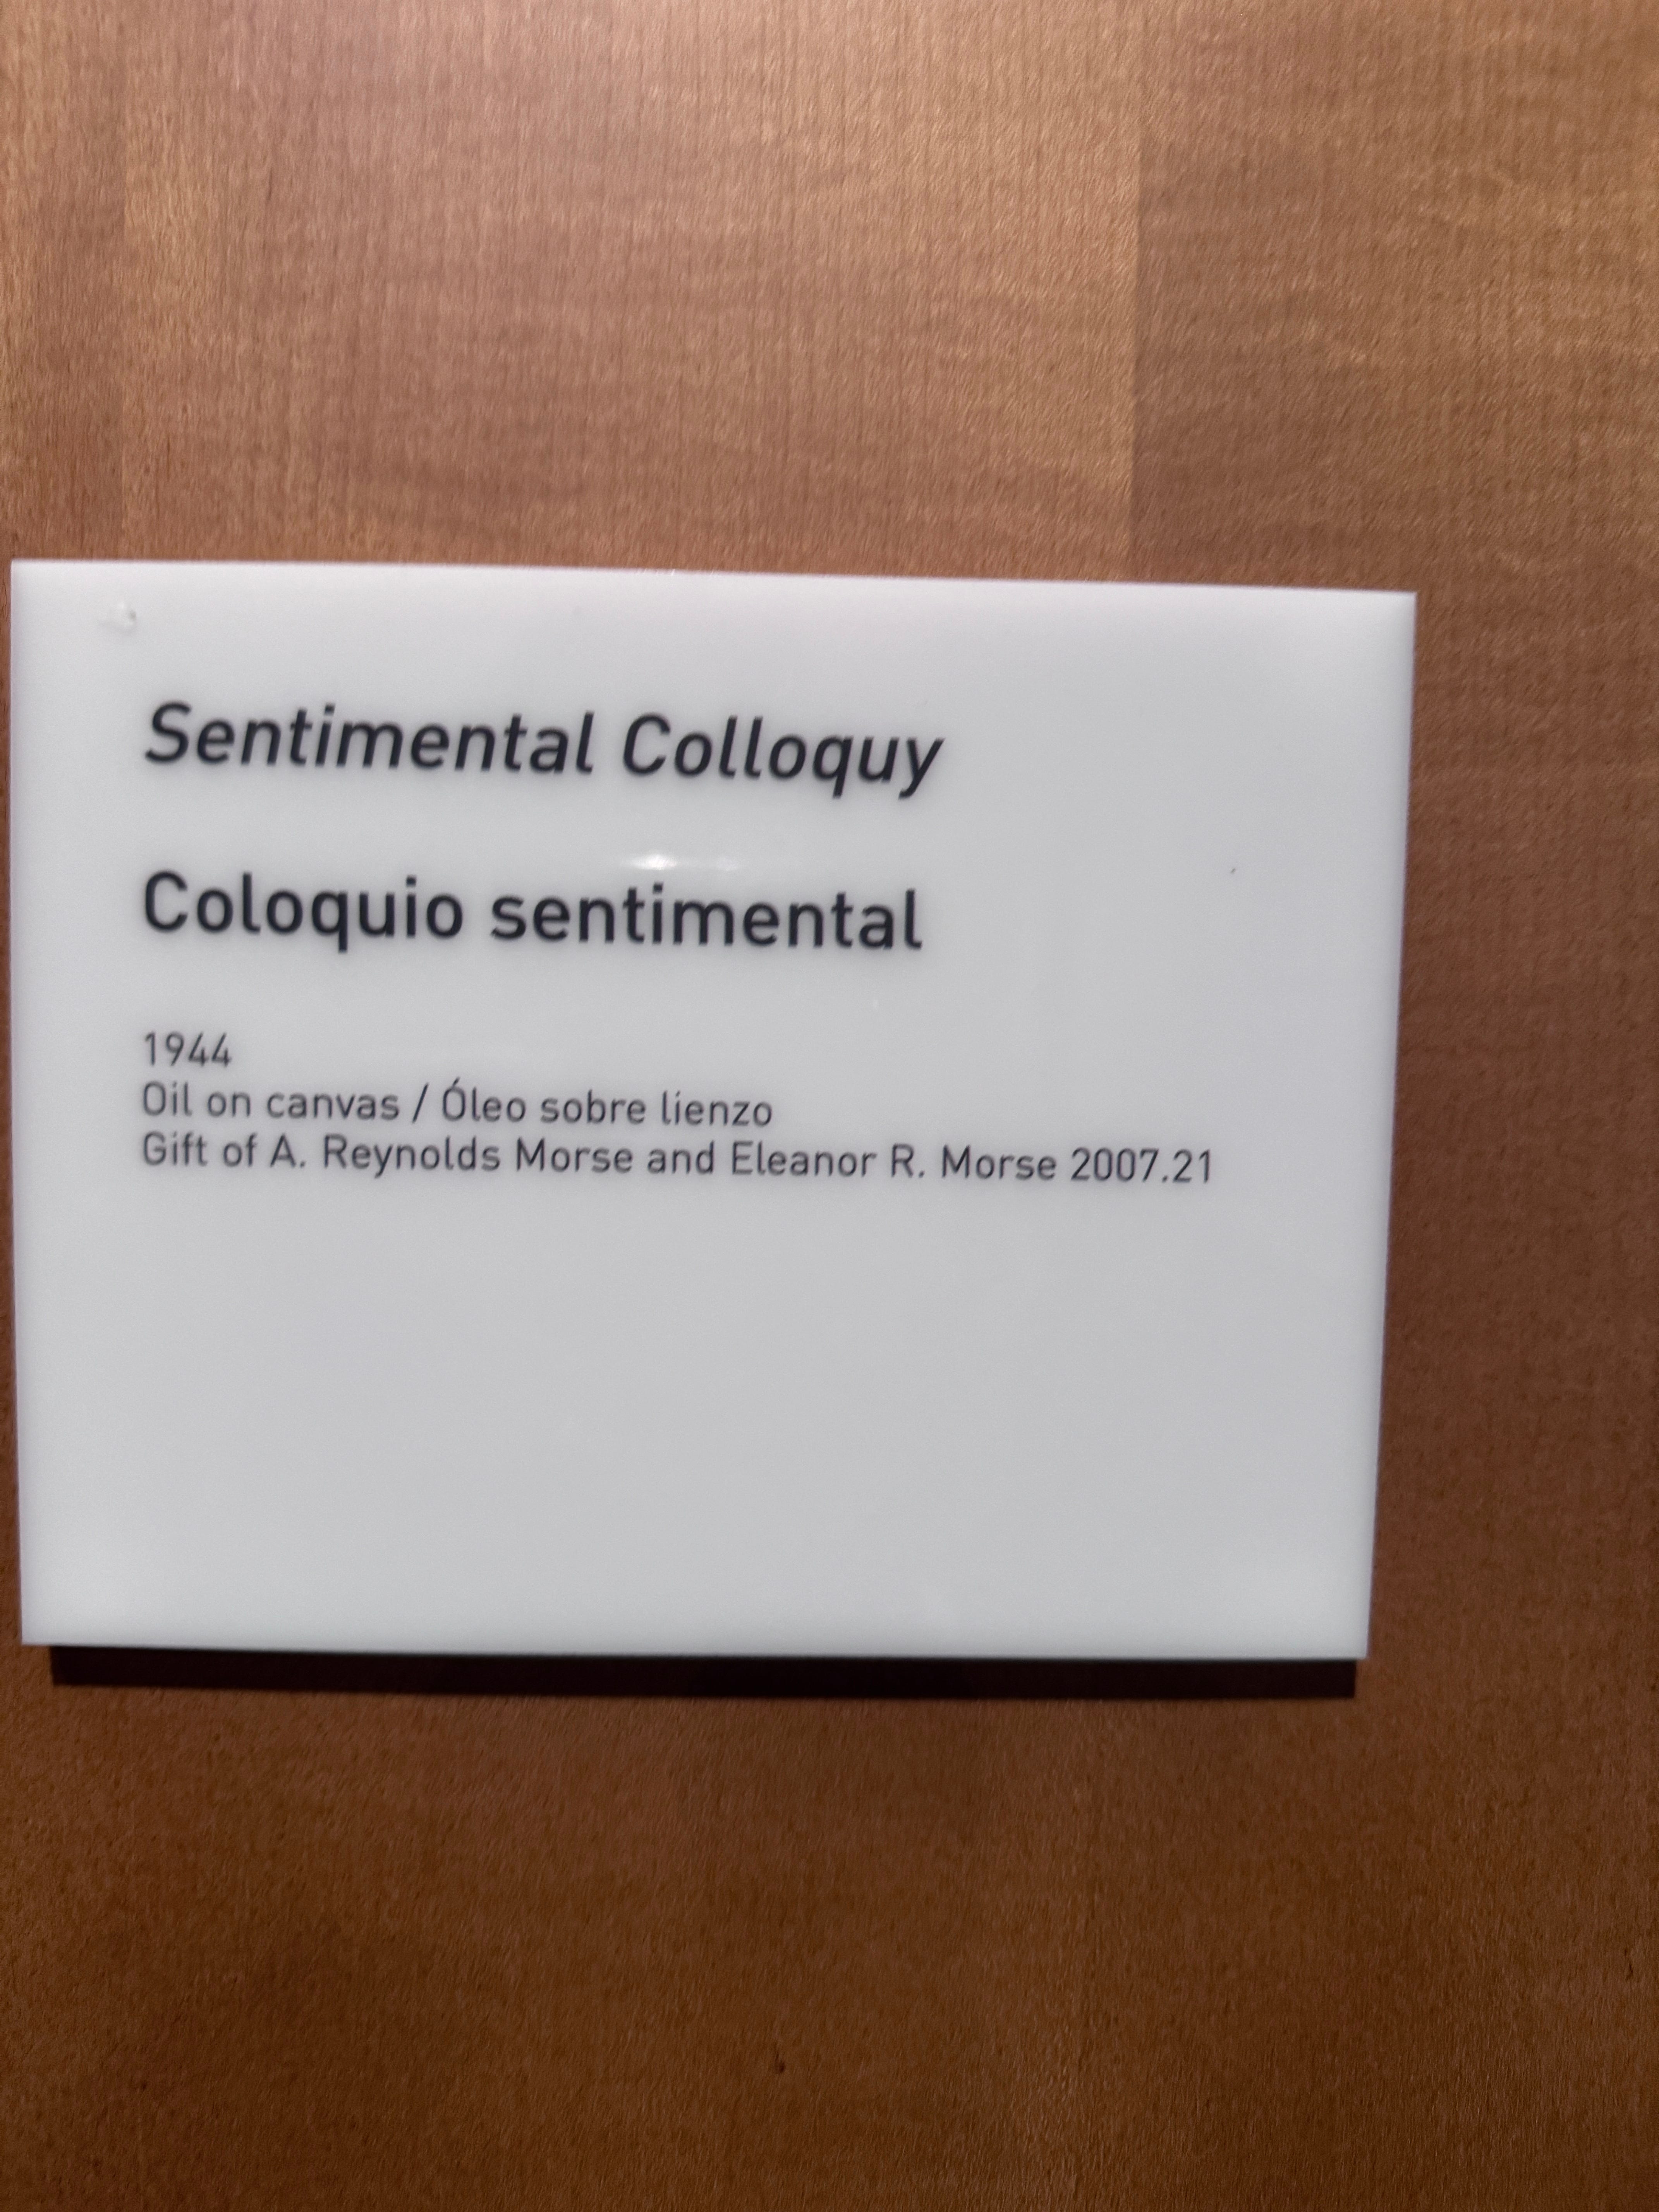 Sentimental Colloquy
Coloquio sentimental
1944
Oil on canvas / Óleo sobre lienzo
Gift of A. Reynolds Morse and Eleanor R. Morse 2007.21